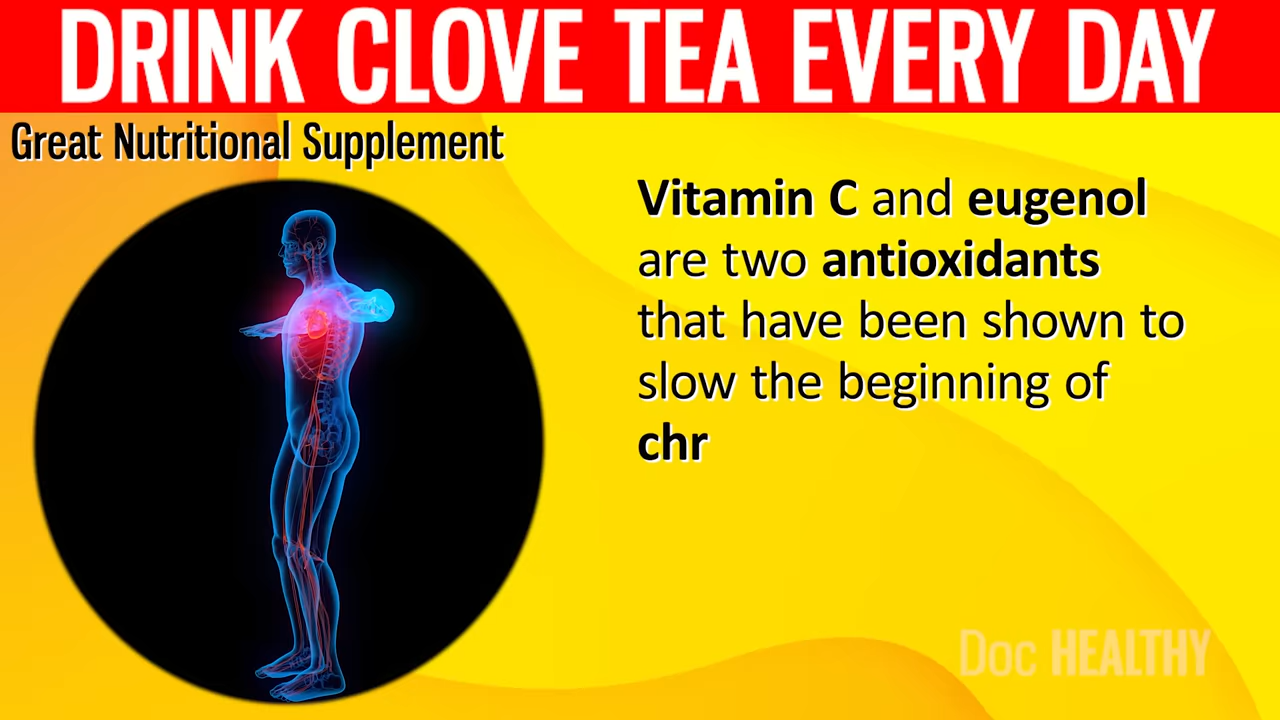 DRINK CLOVE TEA EVERY DAY
Great Nutritional Supplement
Vitamin C and eugenol
are two antioxidants
that have been shown to
slow the beginning of
chr
Doc HEALTHY